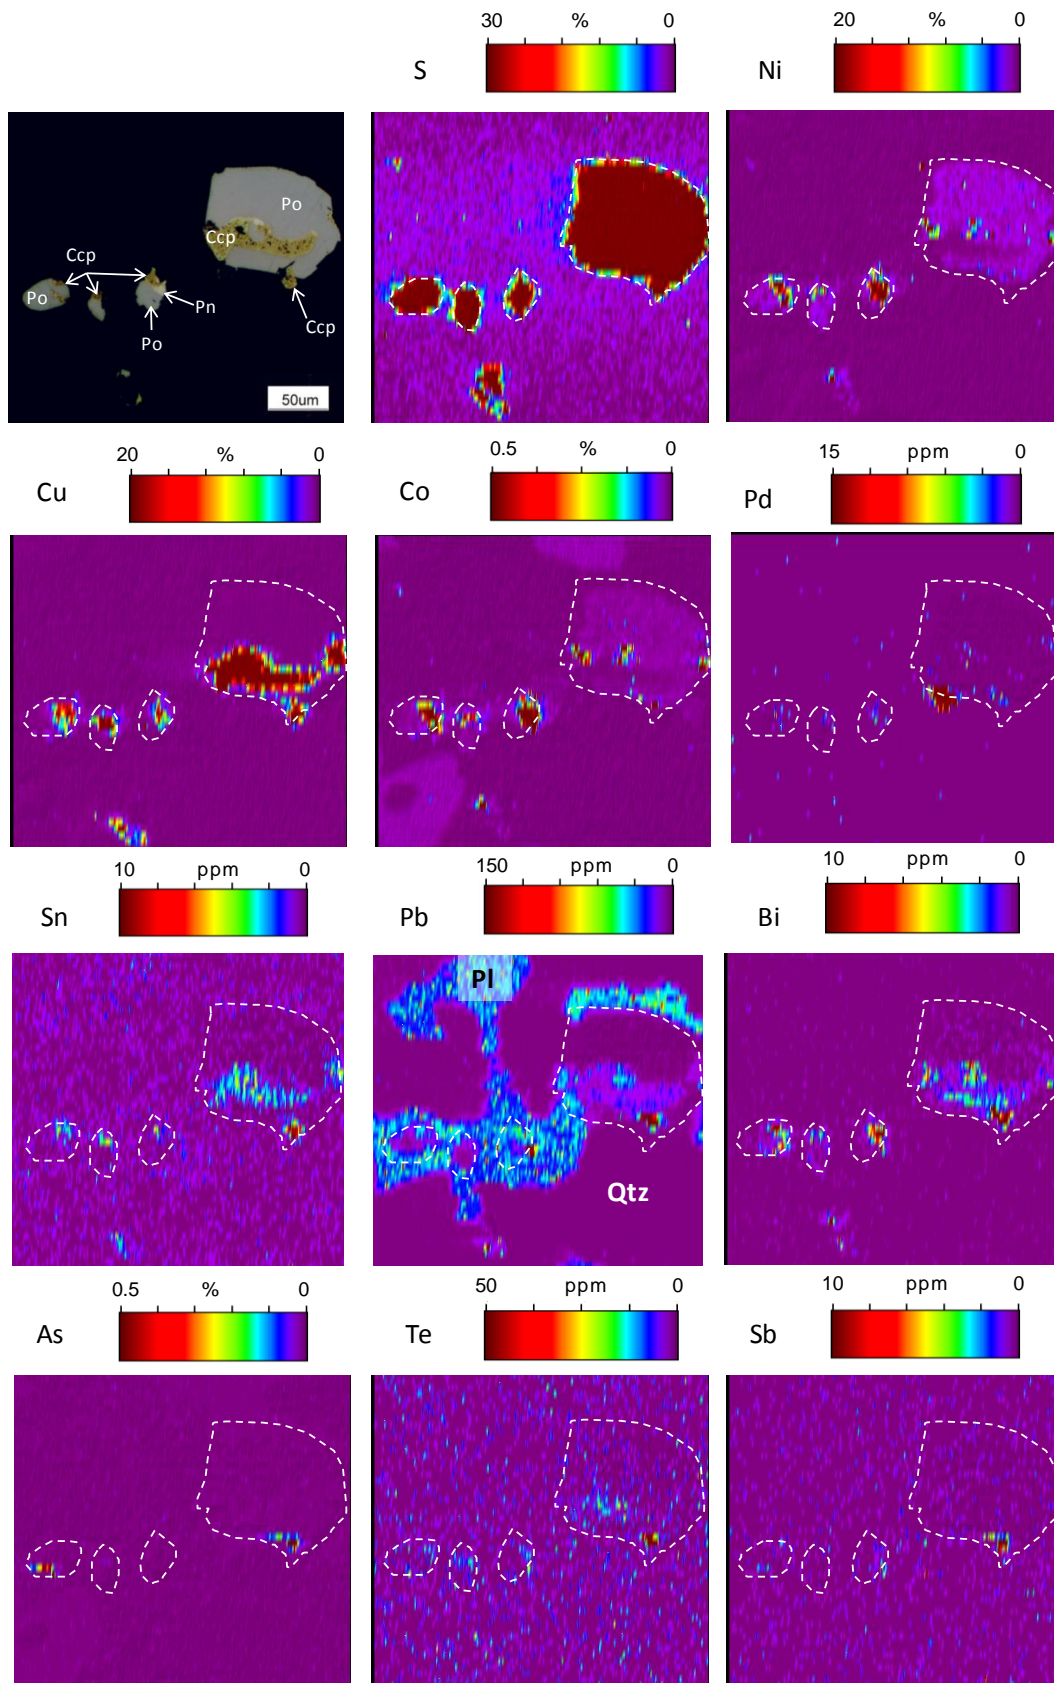 30 % 0
S
20 % 0
Ni
Po
Ccp
Ccp
Po
Pn
Po
Ccp
50um
20 % 0
Cu
0.5 % 0
Co
15 ppm 0
Pd
10 ppm 0
Sn
150 ppm 0
Pb
10 ppm 0
Bi
Pl
Qtz
0.5 % 0
As
50 ppm 0
Te
10 ppm 0
Sb